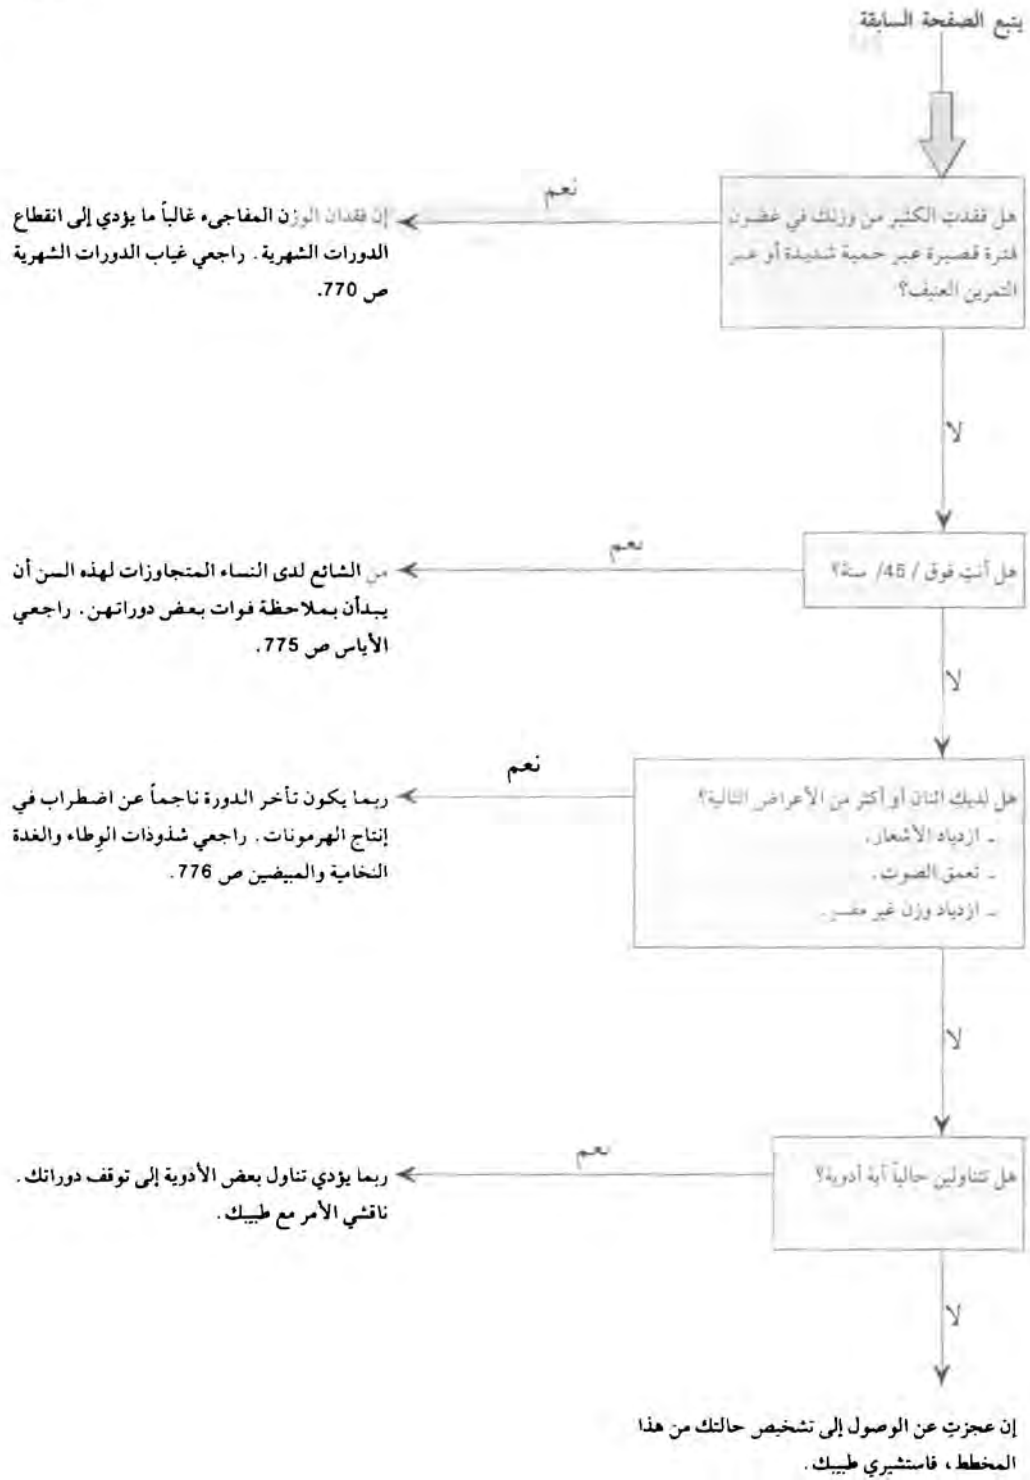 يتبع الصفحة السابقة
هل فقدتِ الكثير من وزنك في غضون
فترة قصيرة عبر حمية شديدة أو عبر
التمرين العنيف؟
نعم
إن فقدان الوزن المفاجىء غالباً ما يؤدي إلى انقطاع
الدورات الشهرية. راجعي غياب الدورات الشهرية
ص 770.
لا
هل أنتِ فوق /45/ سنة؟
نعم
من الشائع لدى النساء المتجاوزات لهذه السن أن
يبدأن بملاحظة فوات بعض دوراتهن. راجعي
الأياس ص 775.
لا
هل لديكِ اثنان أو أكثر من الأعراض التالية؟
ـ ازدياد الأشعار.
ـ تعمق الصوت.
ـ ازدياد وزن غير مفسر.
نعم
ربما يكون تأخر الدورة ناجماً عن اضطراب في
إنتاج الهرمونات. راجعي شذوذات الوِطاء والغدة
النخامية والمبيضين ص 776.
لا
هل تتناولين حالياً أية أدوية؟
نعم
ربما يؤدي تناول بعض الأدوية إلى توقف دوراتك.
ناقشي الأمر مع طبيبك.
لا
إن عجزتِ عن الوصول إلى تشخيص حالتك من هذا
المخطط، فاستشيري طبيبك.